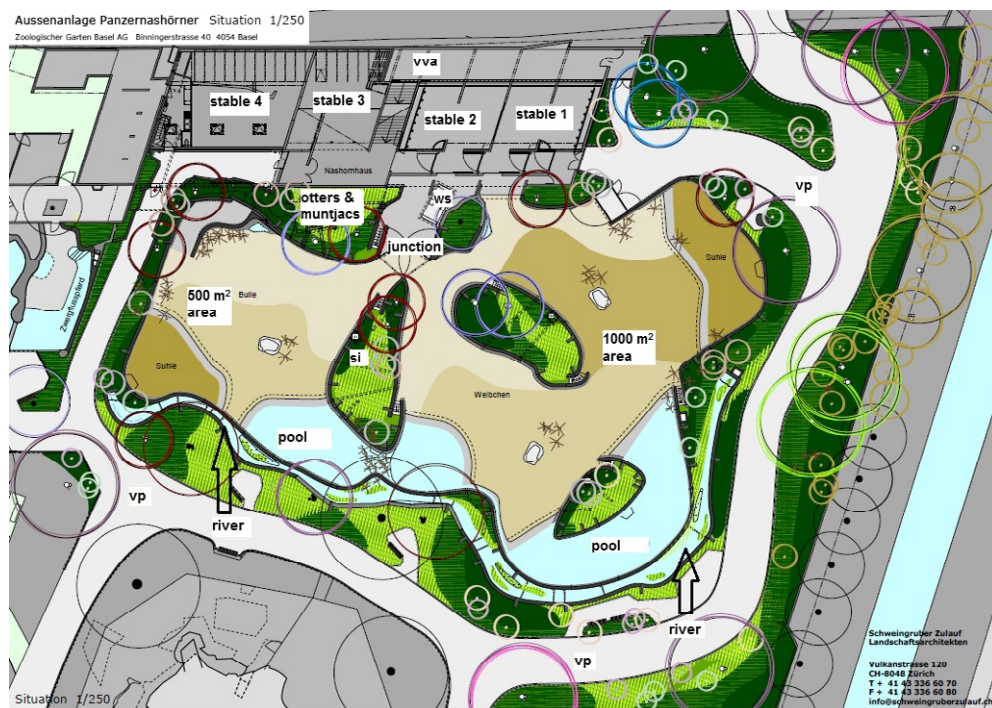 Aussenanlage Panzernashörner Situation 1/250
Zoologischer Garten Basel AG Binningerstrasse 40 4054 Basel
vva
stable 4
stable 3
stable 2
stable 1
Nashornhaus
otters &
muntjacs
ws
vp
junction
Suhle
Zwergflusspferd
500 m²
area
Bulle
1000 m²
area
si
Suhle
Weibchen
pool
vp
river
pool
river
vp
Schweingruber Zulauf
Landschaftsarchitekten
Vulkanstrasse 120
CH-8048 Zürich
T + 41 43 336 60 70
F + 41 43 336 60 80
info@schweingruberzulauf.ch
Situation 1/250